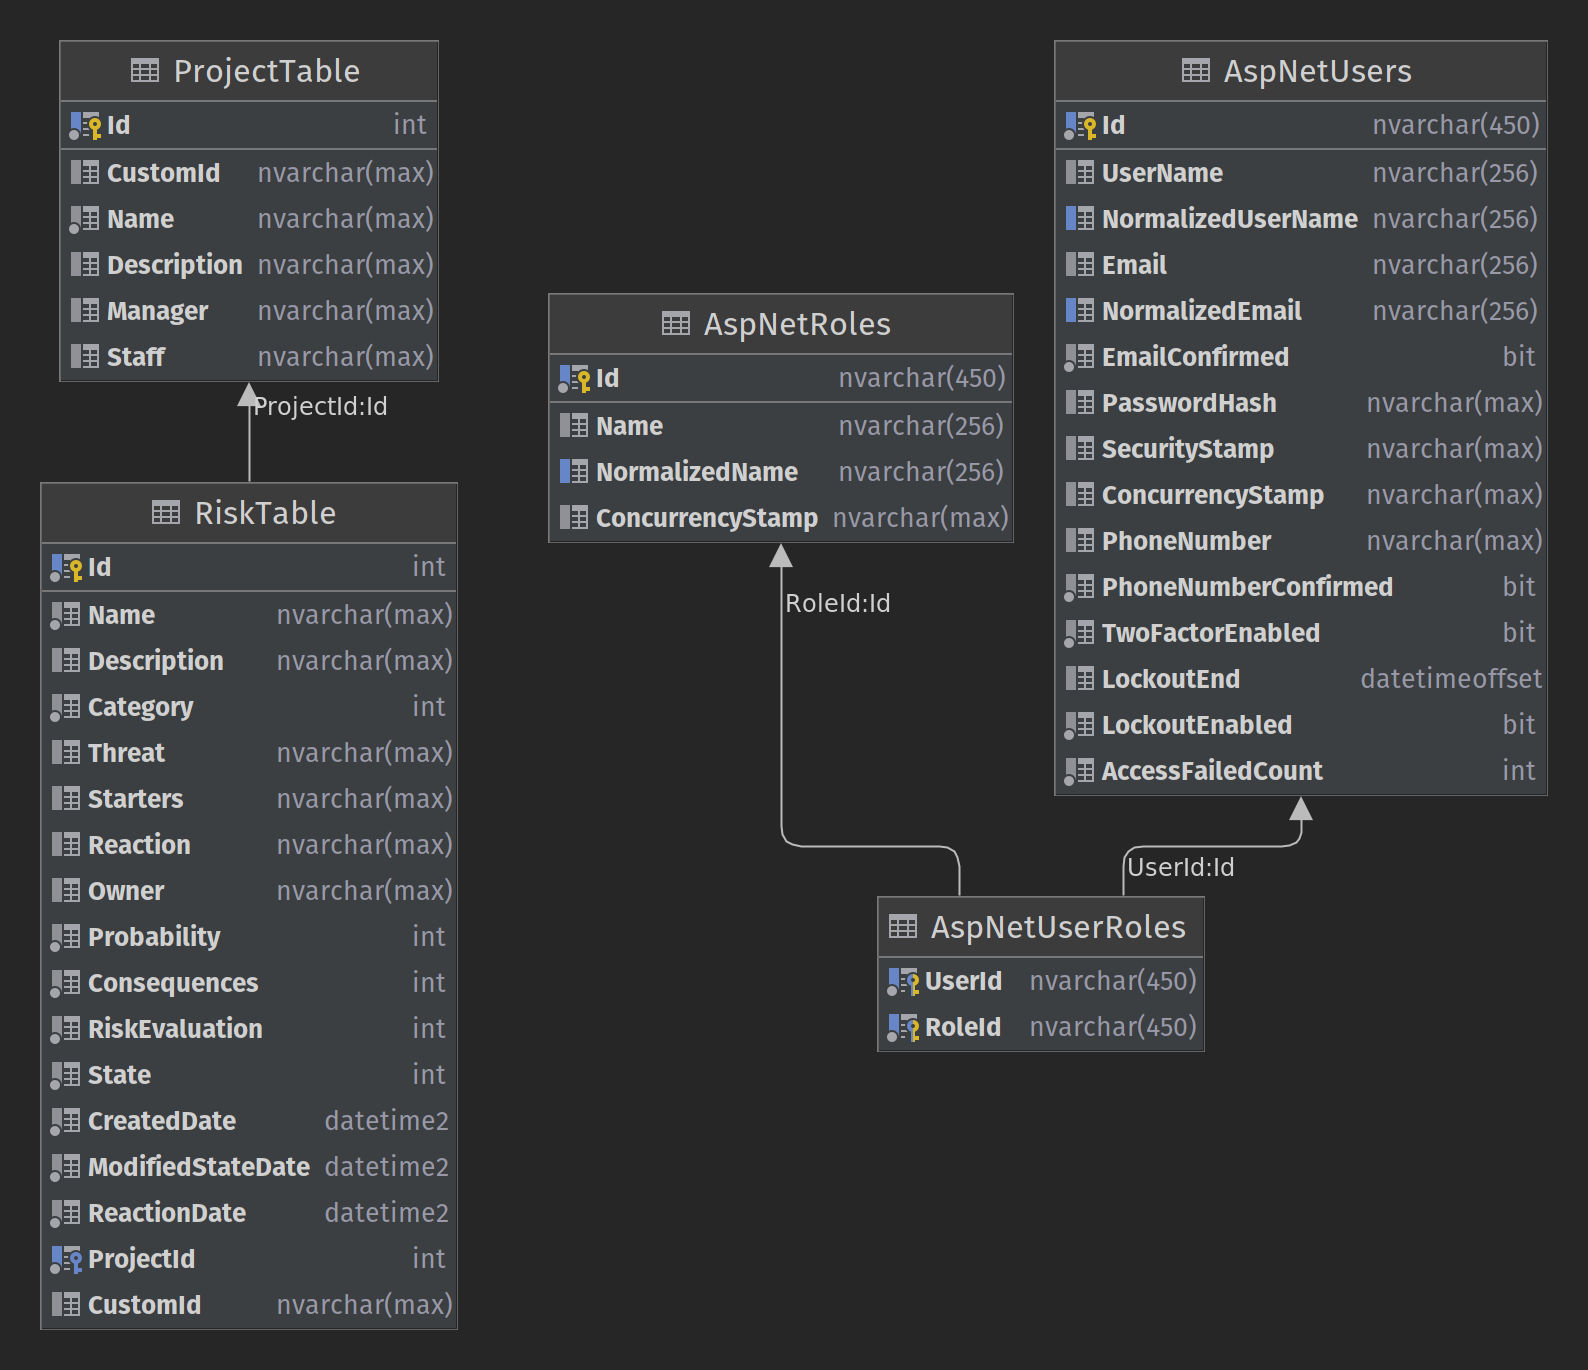 ProjectTable
Id int
CustomId nvarchar(max)
Name nvarchar(max)
Description nvarchar(max)
Manager nvarchar(max)
Staff nvarchar(max)
ProjectId:Id
RiskTable
Id int
Name nvarchar(max)
Description nvarchar(max)
Category int
Threat nvarchar(max)
Starters nvarchar(max)
Reaction nvarchar(max)
Owner nvarchar(max)
Probability int
Consequences int
RiskEvaluation int
State int
CreatedDate datetime2
ModifiedStateDate datetime2
ReactionDate datetime2
ProjectId int
CustomId nvarchar(max)
AspNetRoles
Id nvarchar(450)
Name nvarchar(256)
NormalizedName nvarchar(256)
ConcurrencyStamp nvarchar(max)
RoleId:Id
AspNetUsers
Id nvarchar(450)
UserName nvarchar(256)
NormalizedUserName nvarchar(256)
Email nvarchar(256)
NormalizedEmail nvarchar(256)
EmailConfirmed bit
PasswordHash nvarchar(max)
SecurityStamp nvarchar(max)
ConcurrencyStamp nvarchar(max)
PhoneNumber nvarchar(max)
PhoneNumberConfirmed bit
TwoFactorEnabled bit
LockoutEnd datetimeoffset
LockoutEnabled bit
AccessFailedCount int
UserId:Id
AspNetUserRoles
UserId nvarchar(450)
RoleId nvarchar(450)